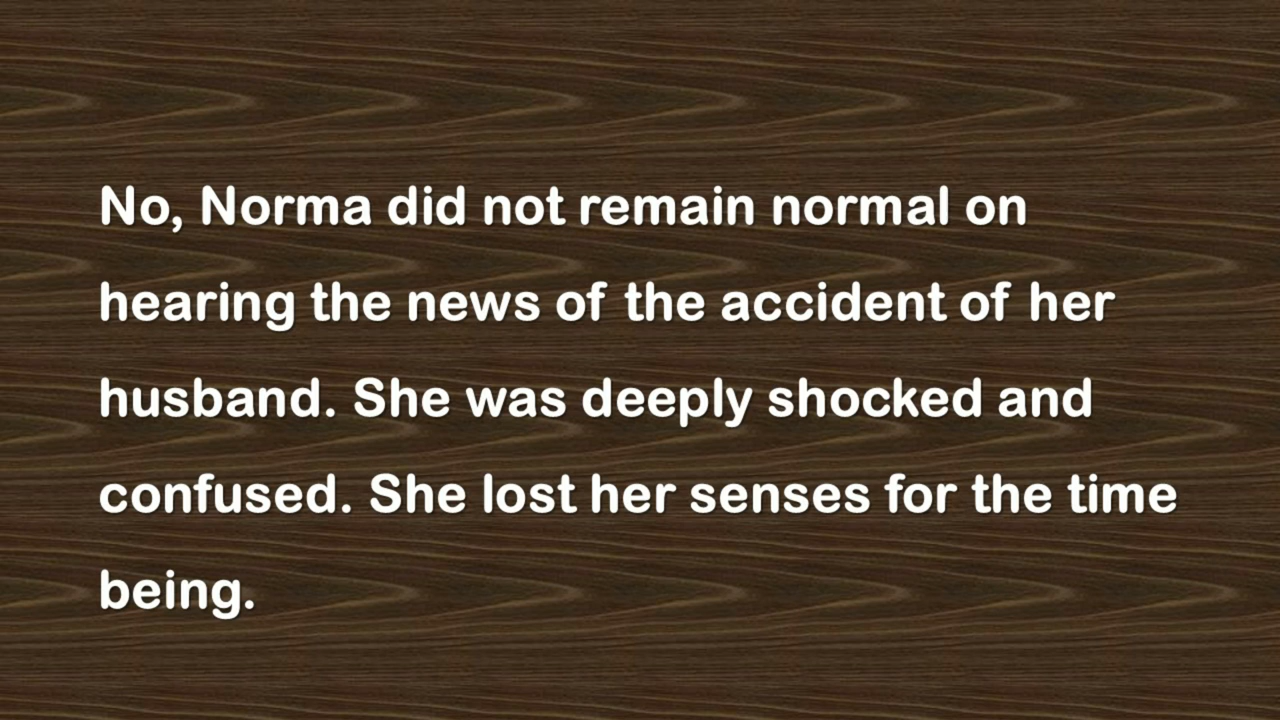 No, Norma did not remain normal on
hearing the news of the accident of her
husband. She was deeply shocked and
confused. She lost her senses for the time
being.